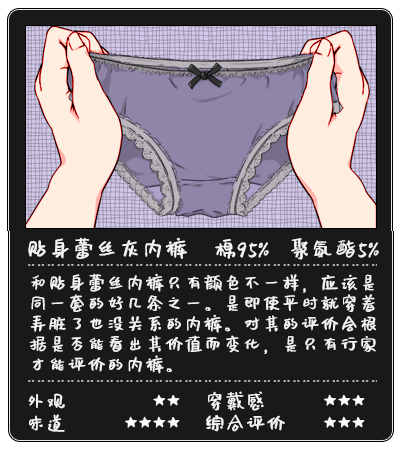 贴身蕾丝灰内裤 棉95% 聚氨酯5%
和贴身蕾丝内裤只有颜色不一样，应该是
同一套的好几条之一。是即使平时就穿着
弄脏了也没关系的内裤。对其的评价会根
据是否能看出其价值而变化，是只有行家
才能评价的内裤。
外观 ★★ 穿戴感 ★★★
味道 ★★★★ 综合评价 ★★★